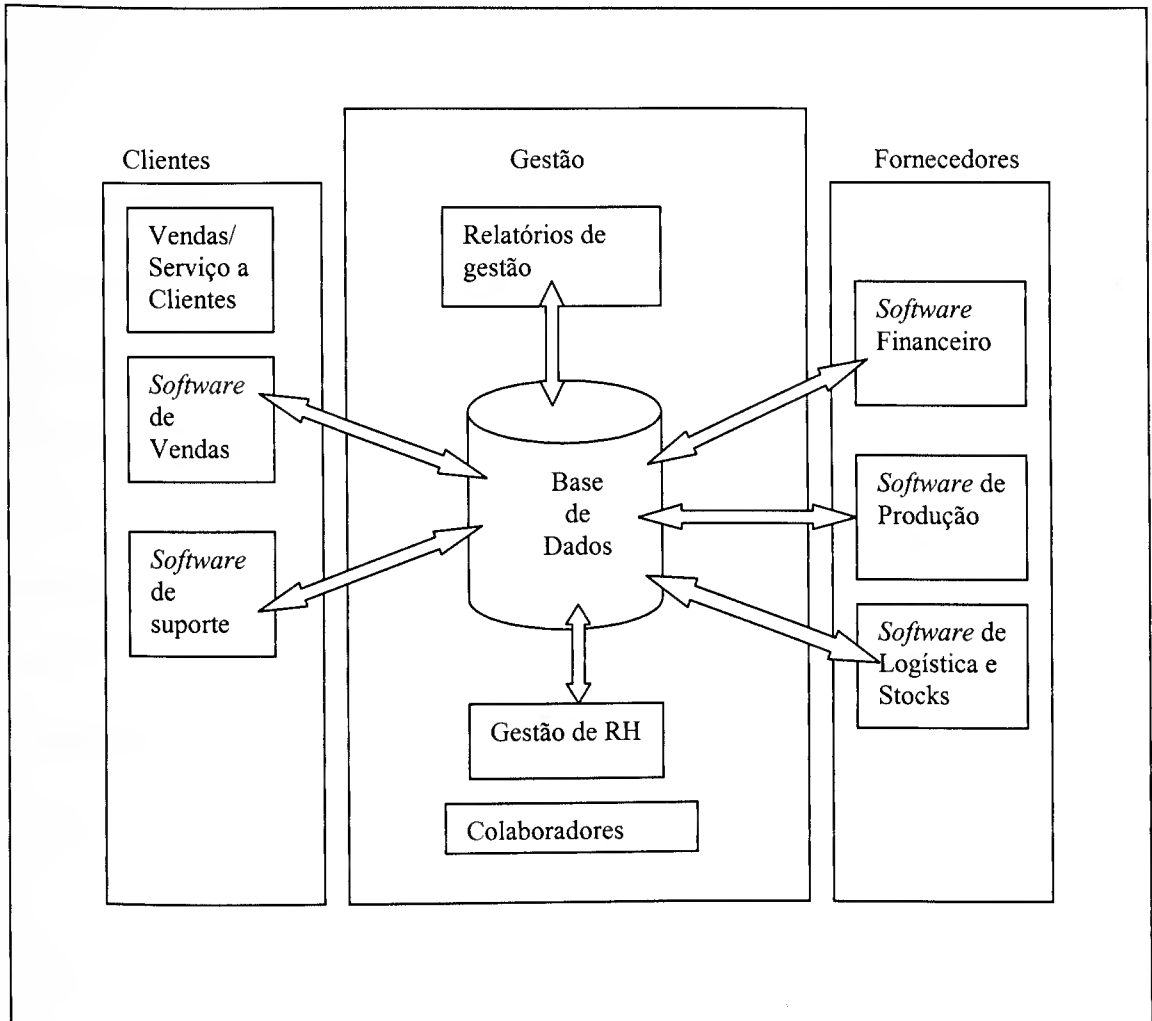 Clientes
Vendas/
Serviço a
Clientes
Software
de
Vendas
Software
de
suporte
Gestão
Relatórios de
gestão
Base
de
Dados
Gestão de RH
Colaboradores
Fornecedores
Software
Financeiro
Software de
Produção
Software de
Logística e
Stocks